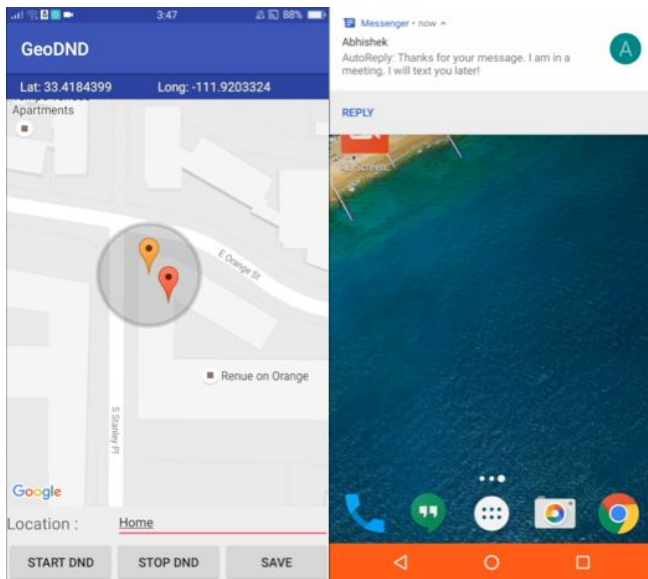 3:47
88%
GeoDND
Lat: 33.4184399 Long: -111.9203324
Apartments
E Orange St
Renue on Orange
S Stanley Pl
Google
Location : Home
START DND STOP DND SAVE
Messenger • now
Abhishek
A
AutoReply: Thanks for your message. I am in a
meeting. I will text you later!
REPLY